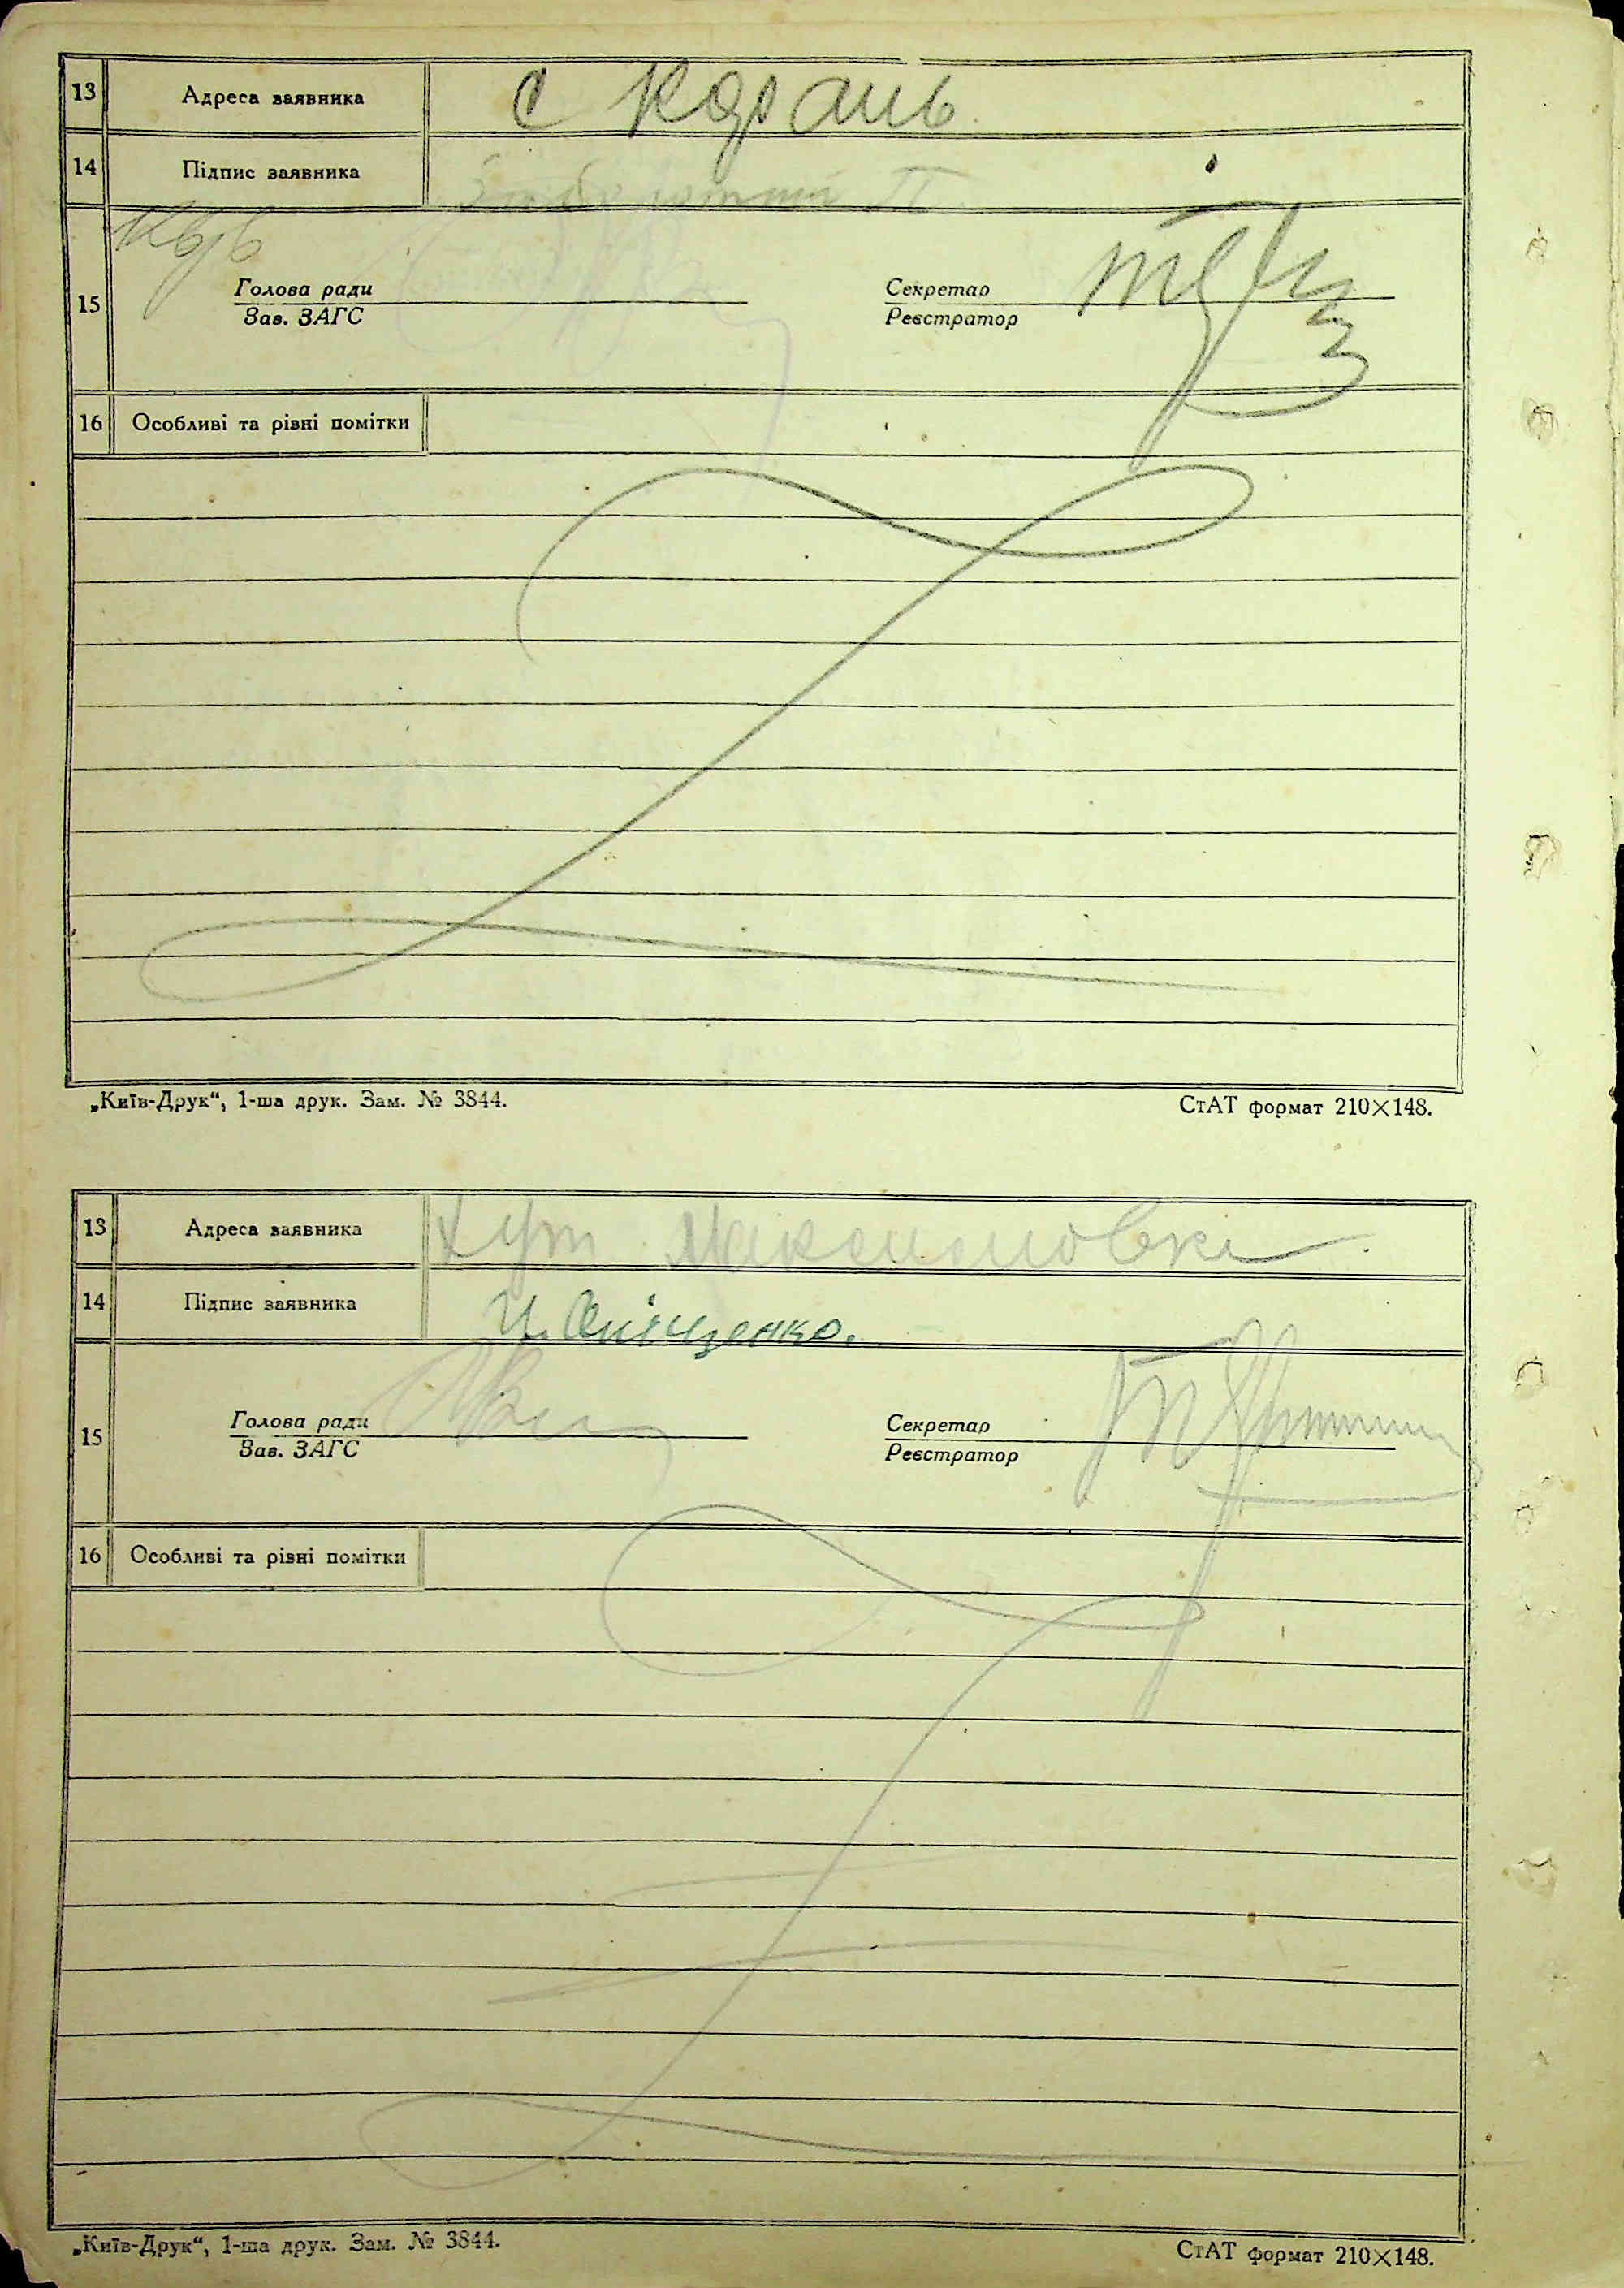 13 Адреса заявника с Карань
14 Підпис заявника
15 Голова ради Секретар
Зав. ЗАГС Реєстратор
16 Особливі та різні помітки
„Київ-Друк“, 1-ша друк. Зам. № 3844. СтАТ формат 210×148.
13 Адреса заявника Хут
14 Підпис заявника
15 Голова ради Секретар
Зав. ЗАГС Реєстратор
16 Особливі та різні помітки
„Київ-Друк“, 1-ша друк. Зам. № 3844. СтАТ формат 210×148.